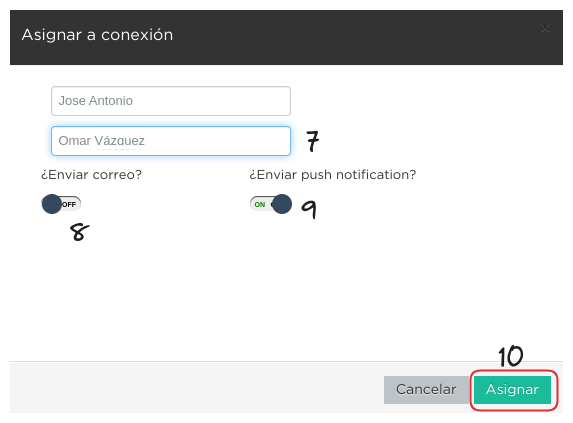 Asignar a conexión
×
Jose Antonio
Omar Vázquez
7
¿Enviar correo? ¿Enviar push notification?
OFF ON
8 9
10
Cancelar Asignar